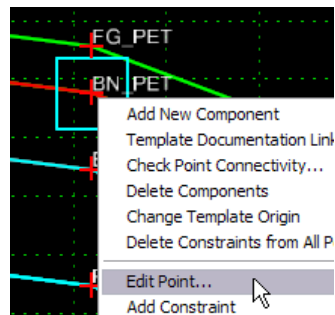 FG_PET
BN_PET
Add New Component
Template Documentation Link
Check Point Connectivity...
Delete Components
Change Template Origin
Delete Constraints from All P
Edit Point...
Add Constraint